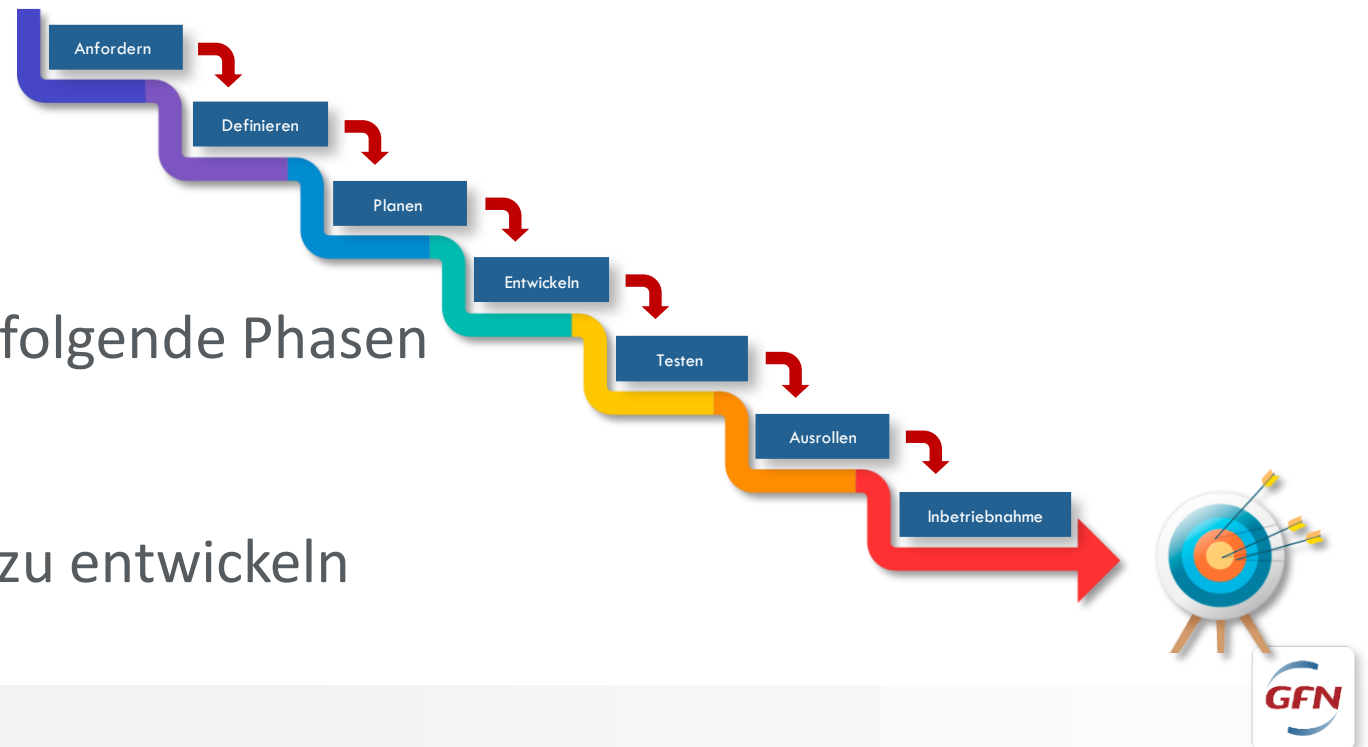 Anfordern
Definieren
Planen
Entwickeln
folgende Phasen
Testen
Ausrollen
Inbetriebnahme
zu entwickeln
GFN